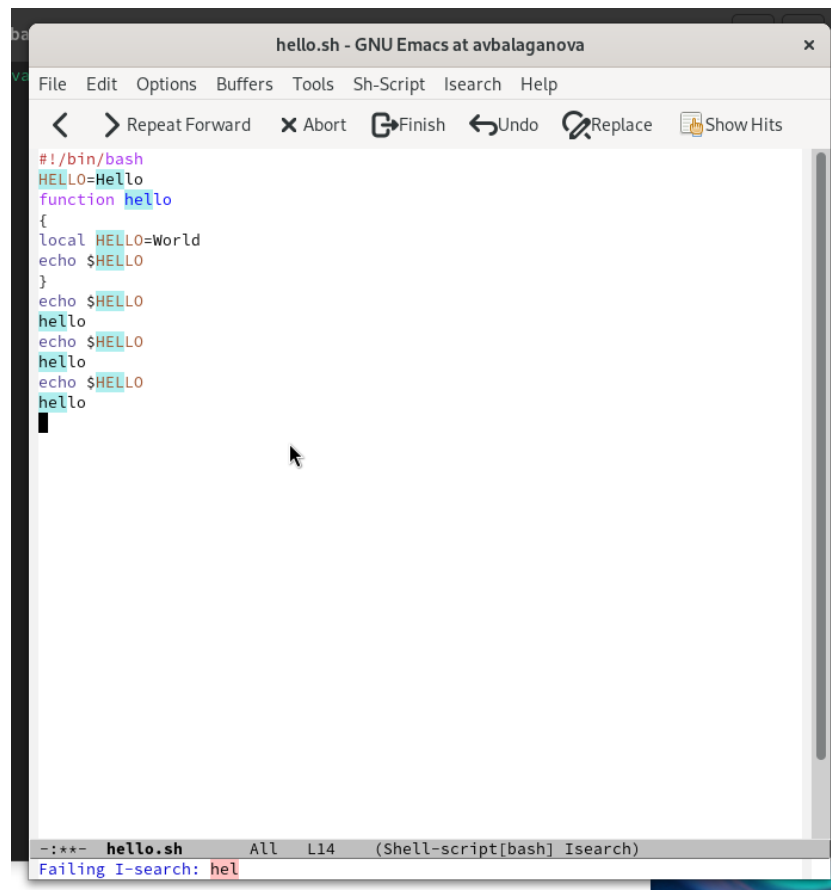 ba
hello.sh - GNU Emacs at avbalaganova
va
File Edit Options Buffers Tools Sh-Script Isearch Help
Repeat Forward Abort Finish Undo Replace Show Hits
#!/bin/bash
HELLO=Hello
function hello
{
local HELLO=World
echo $HELLO
}
echo $HELLO
hello
echo $HELLO
hello
echo $HELLO
hello
-:**- hello.sh All L14 (Shell-script[bash] Isearch)
Failing I-search: hel